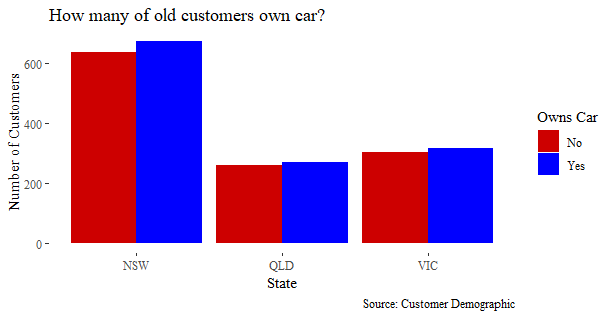 How many of old customers own car?
Number of Customers
600
400
200
0
NSW QLD VIC
State
Owns Car
No
Yes
Source: Customer Demographic